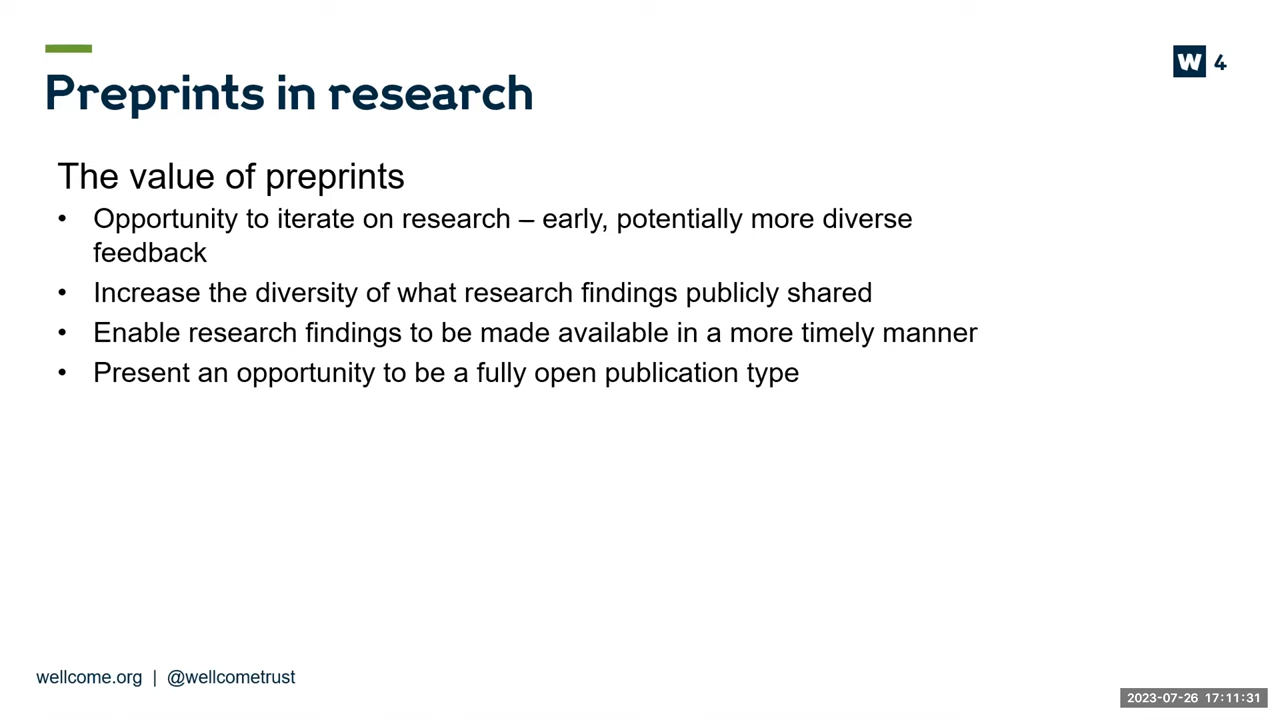 W 4
Preprints in research
The value of preprints
• Opportunity to iterate on research – early, potentially more diverse
feedback
• Increase the diversity of what research findings publicly shared
• Enable research findings to be made available in a more timely manner
• Present an opportunity to be a fully open publication type
wellcome.org | @wellcometrust
2023-07-26 17:11:31